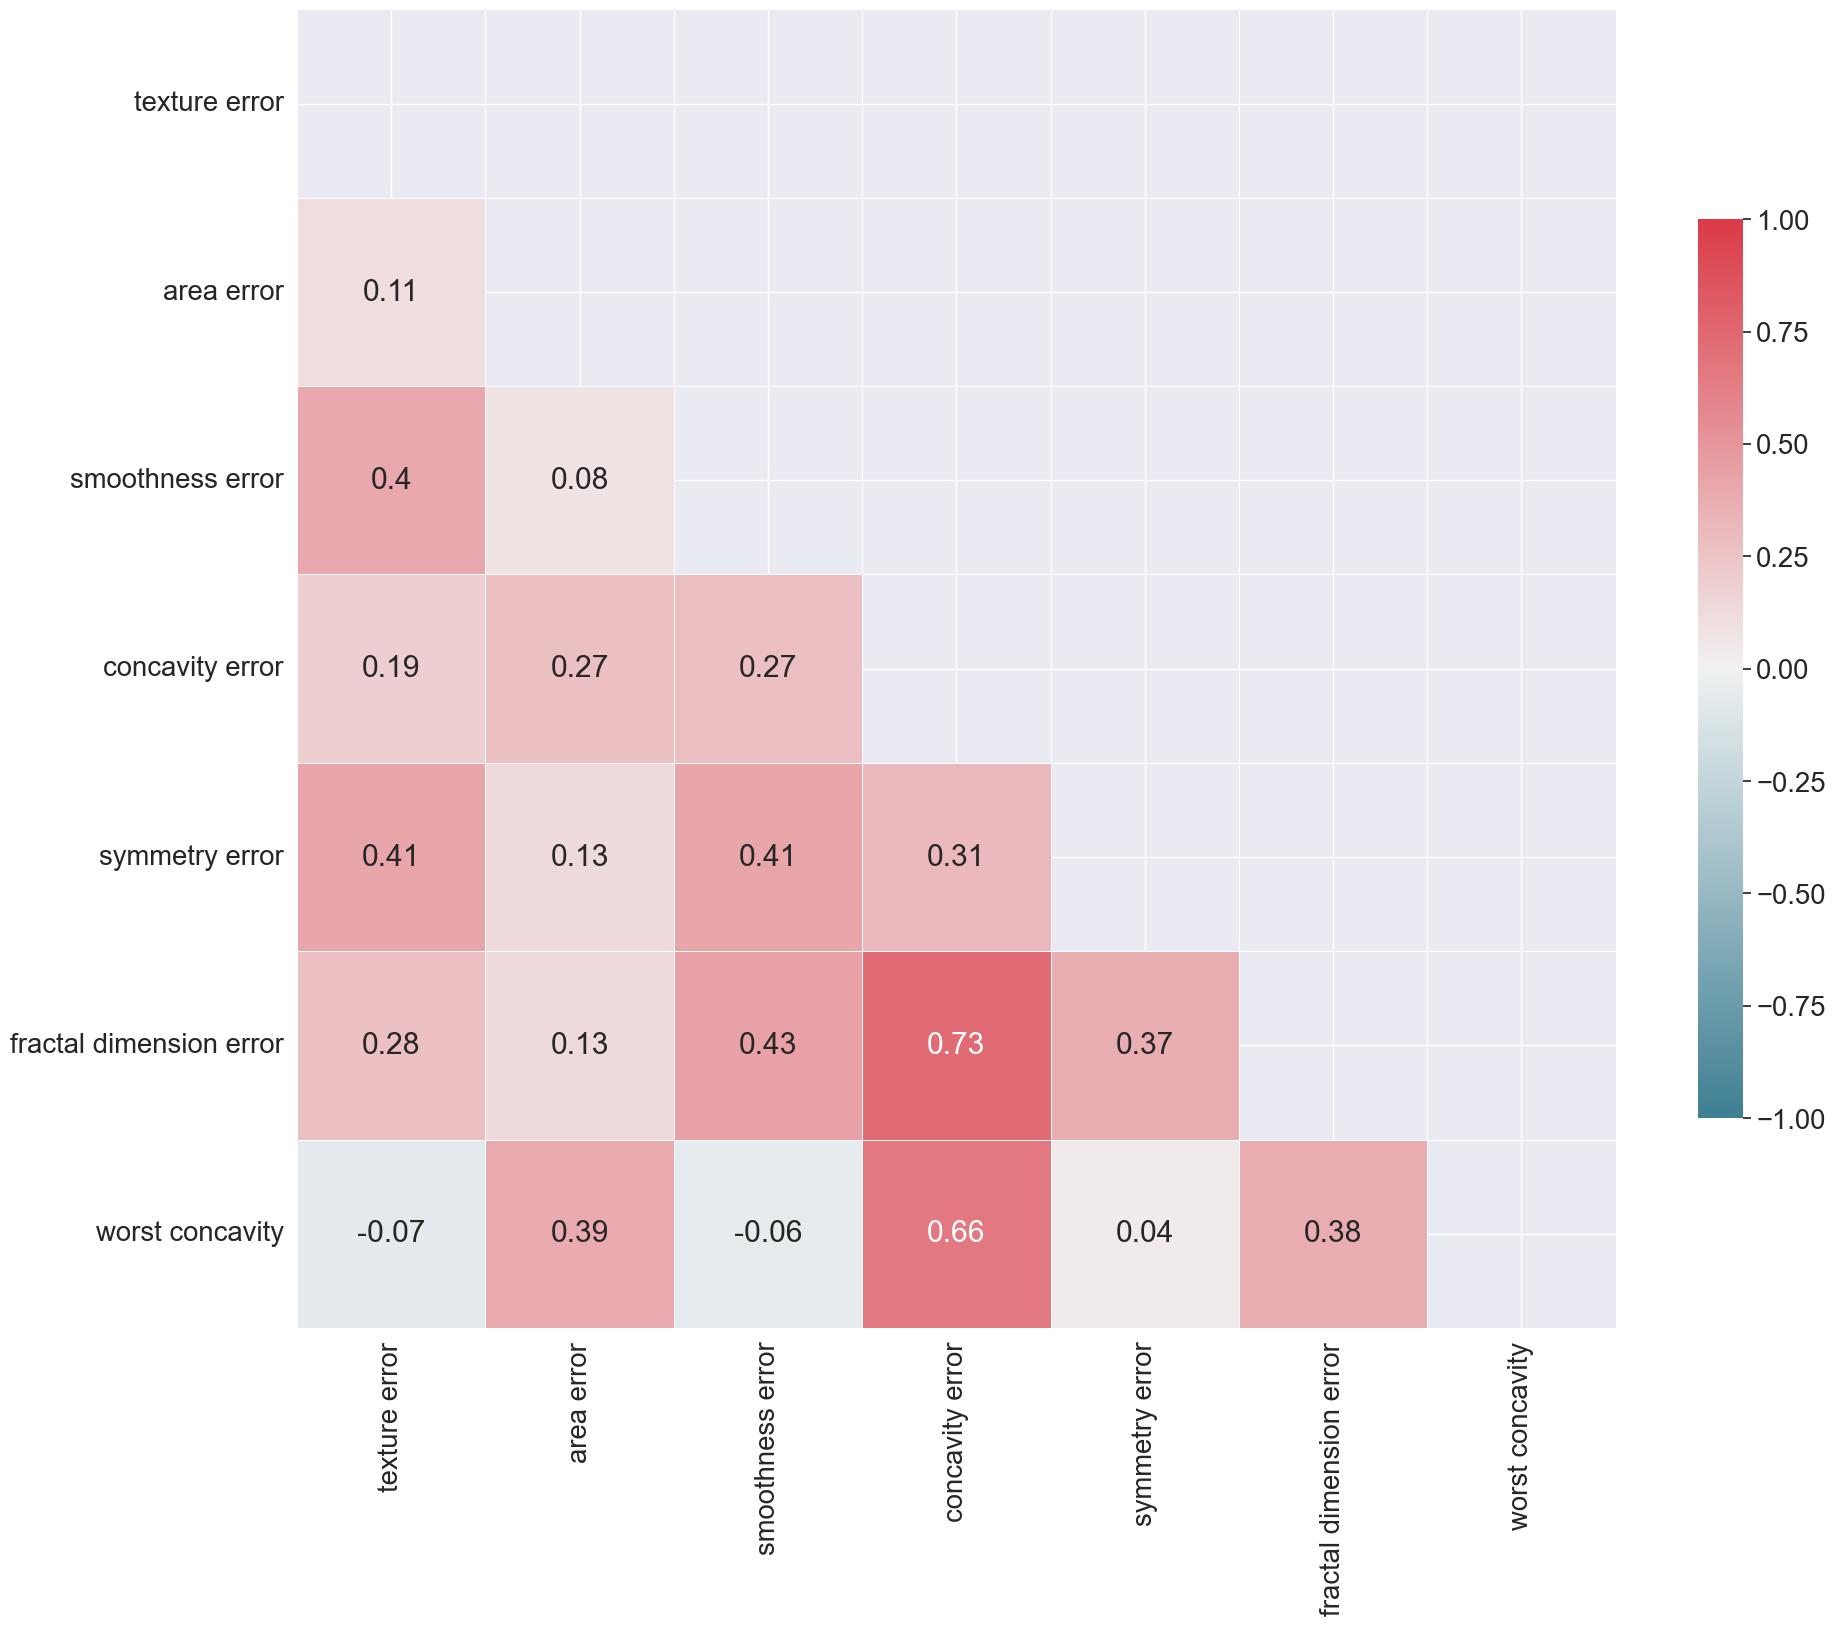 texture error
1.00
area error
0.11
0.75
smoothness error
0.4
0.08
0.50
0.25
concavity error
0.19
0.27
0.27
0.00
−0.25
symmetry error
0.41
0.13
0.41
0.31
−0.50
−0.75
fractal dimension error
0.28
0.13
0.43
0.73
0.37
−1.00
worst concavity
-0.07
0.39
-0.06
0.66
0.04
0.38
texture error
area error
smoothness error
concavity error
symmetry error
fractal dimension error
worst concavity